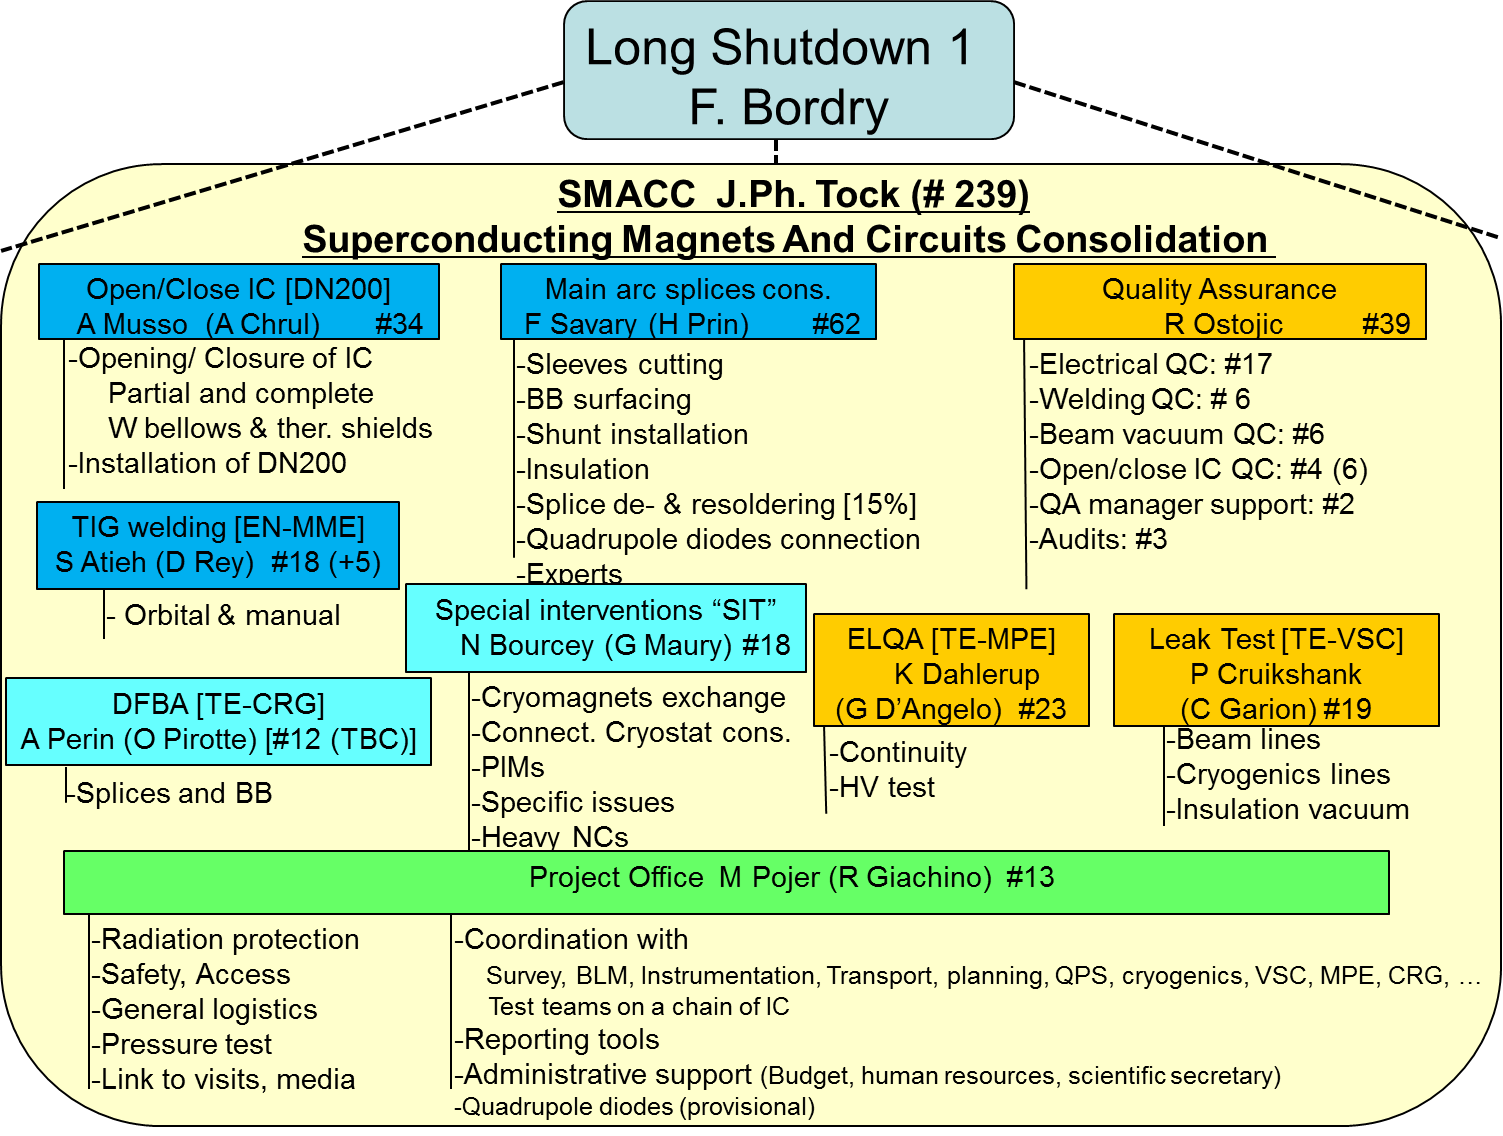 Long Shutdown 1
F. Bordry
SMACC J.Ph. Tock (# 239)
Superconducting Magnets And Circuits Consolidation
Open/Close IC [DN200]
A Musso (A Chrul) #34
-Opening/ Closure of IC
Partial and complete
W bellows & ther. shields
-Installation of DN200
Main arc splices cons.
F Savary (H Prin) #62
-Sleeves cutting
-BB surfacing
-Shunt installation
-Insulation
-Splice de- & resoldering [15%]
-Quadrupole diodes connection
-Experts
Quality Assurance
R Ostojic #39
-Electrical QC: #17
-Welding QC: # 6
-Beam vacuum QC: #6
-Open/close IC QC: #4 (6)
-QA manager support: #2
-Audits: #3
TIG welding [EN-MME]
S Atieh (D Rey) #18 (+5)
- Orbital & manual
Special interventions “SIT”
N Bourcey (G Maury) #18
-Cryomagnets exchange
-Connect. Cryostat cons.
-PIMs
-Specific issues
-Heavy NCs
ELQA [TE-MPE]
K Dahlerup
(G D’Angelo) #23
-Continuity
-HV test
Leak Test [TE-VSC]
P Cruikshank
(C Garion) #19
-Beam lines
-Cryogenics lines
-Insulation vacuum
DFBA [TE-CRG]
A Perin (O Pirotte) [#12 (TBC)]
-Splices and BB
Project Office M Pojer (R Giachino) #13
-Radiation protection
-Safety, Access
-General logistics
-Pressure test
-Link to visits, media
-Coordination with
Survey, BLM, Instrumentation, Transport, planning, QPS, cryogenics, VSC, MPE, CRG, …
Test teams on a chain of IC
-Reporting tools
-Administrative support (Budget, human resources, scientific secretary)
-Quadrupole diodes (provisional)